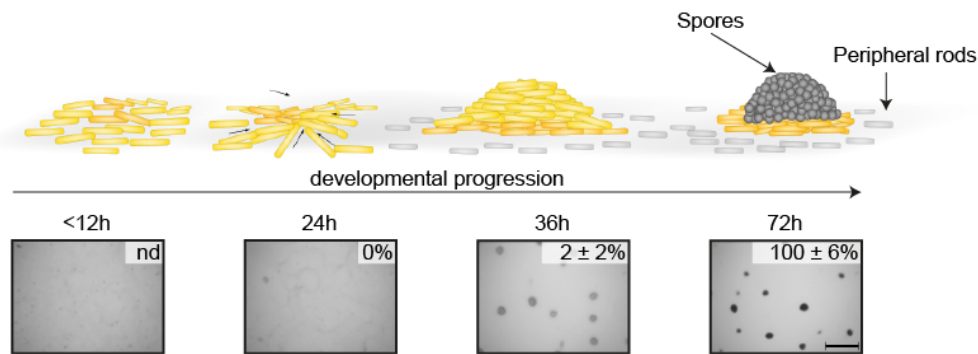 Spores
Peripheral rods
developmental progression
<12h
24h
36h
72h
nd
0%
2 ± 2%
100 ± 6%